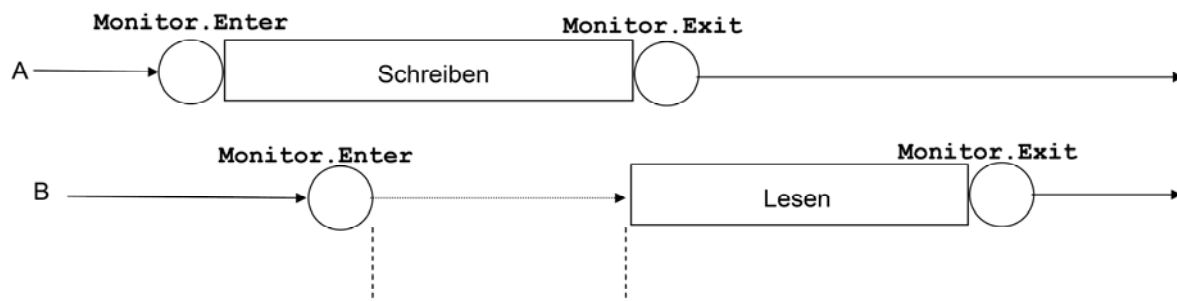 Monitor.Enter
Monitor.Exit
A
Schreiben
Monitor.Enter
Monitor.Exit
B
Lesen